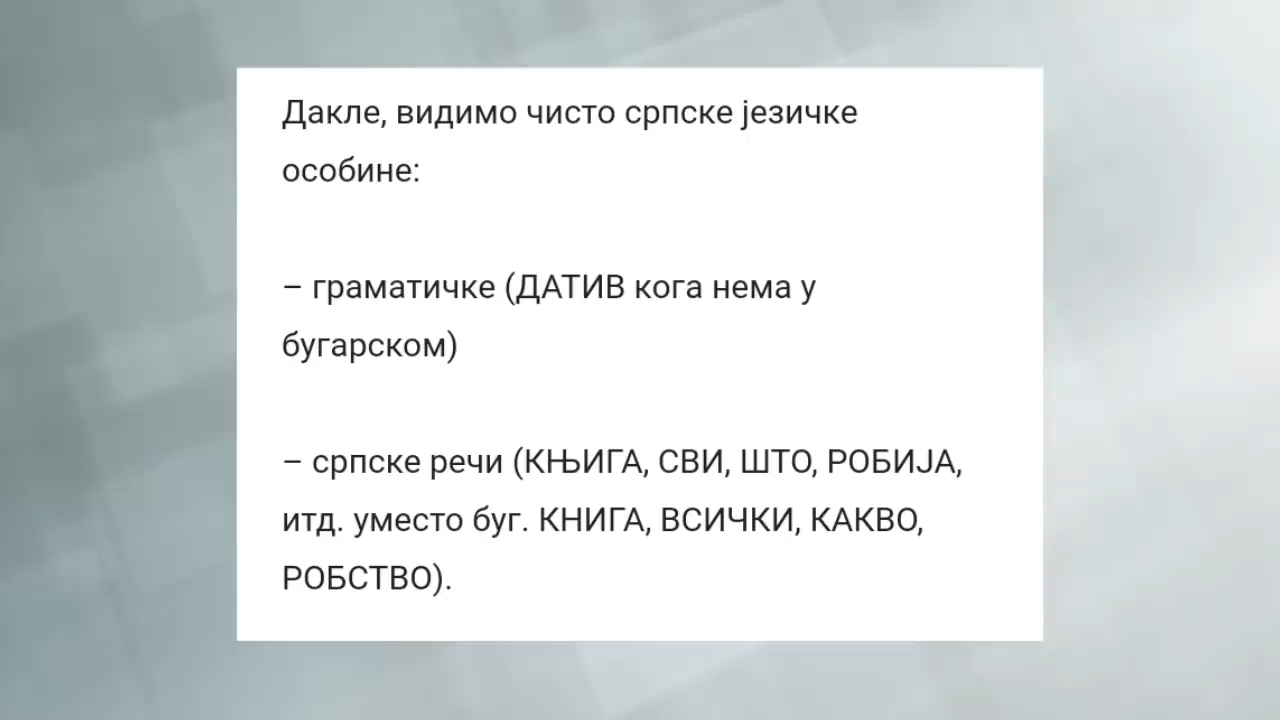 Дакле, видимо чисто српске језичке
особине:
– граматичке (ДАТИВ кога нема у
бугарском)
– српске речи (КЊИГА, СВИ, ШТО, РОБИЈА,
итд. уместо буг. КНИГА, ВСИЧКИ, КАКВО,
РОБСТВО).